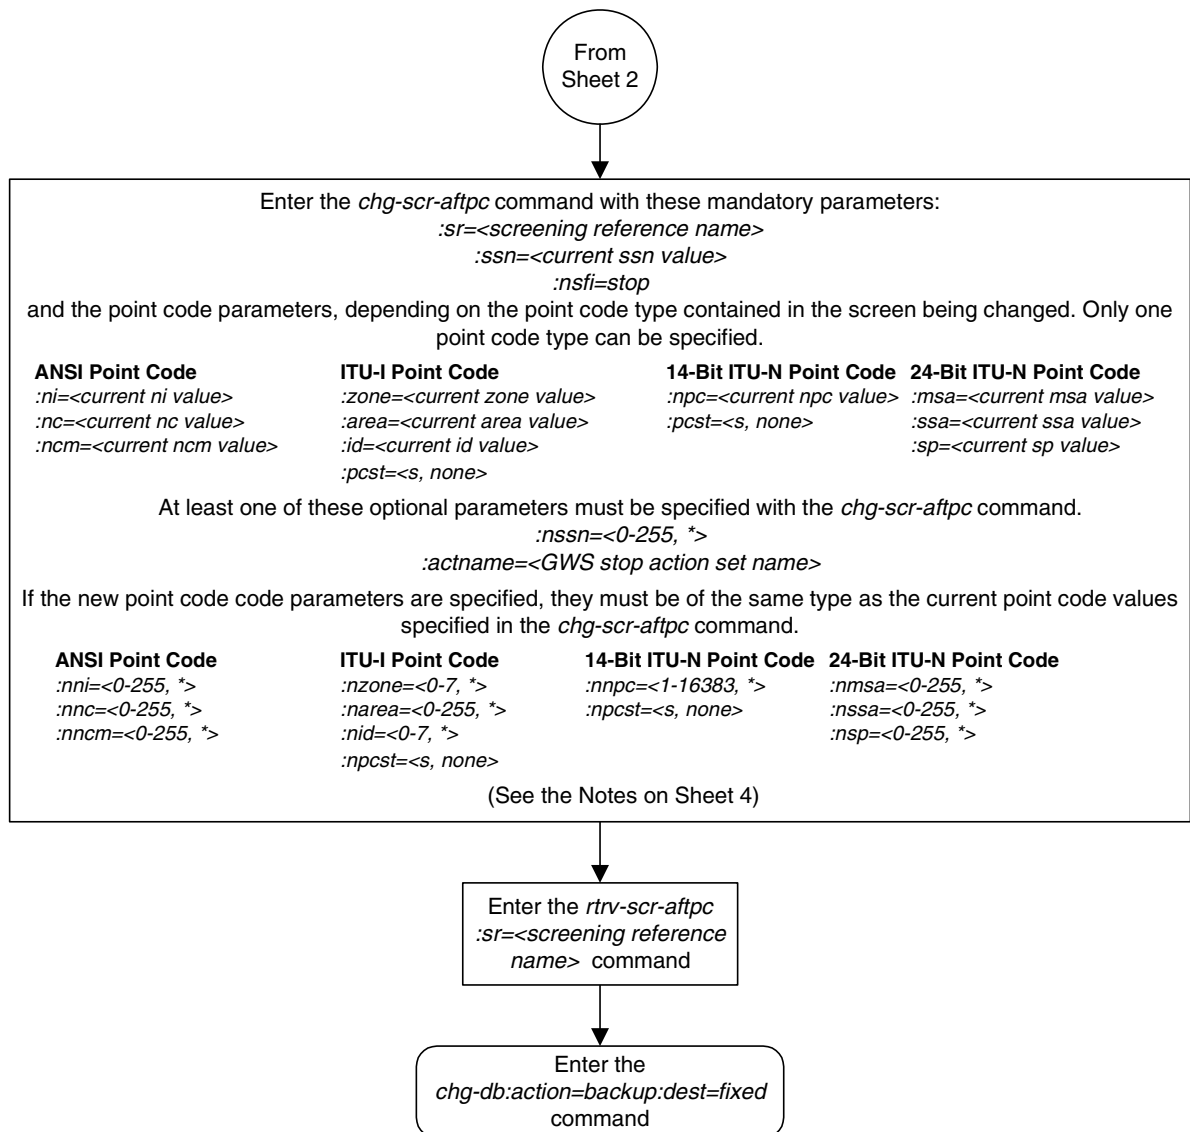 From
Sheet 2
Enter the chg-scr-aftpc command with these mandatory parameters:
:sr=<screening reference name>
:ssn=<current ssn value>
:nsfi=stop
and the point code parameters, depending on the point code type contained in the screen being changed. Only one
point code type can be specified.
ANSI Point Code
:ni=<current ni value>
:nc=<current nc value>
:ncm=<current ncm value>
ITU-I Point Code
:zone=<current zone value>
:area=<current area value>
:id=<current id value>
:pcst=<s, none>
14-Bit ITU-N Point Code
:npc=<current npc value>
:pcst=<s, none>
24-Bit ITU-N Point Code
:msa=<current msa value>
:ssa=<current ssa value>
:sp=<current sp value>
At least one of these optional parameters must be specified with the chg-scr-aftpc command.
:nssn=<0-255, *>
:actname=<GWS stop action set name>
If the new point code code parameters are specified, they must be of the same type as the current point code values
specified in the chg-scr-aftpc command.
ANSI Point Code
:nni=<0-255, *>
:nnc=<0-255, *>
:nncm=<0-255, *>
ITU-I Point Code
:nzone=<0-7, *>
:narea=<0-255, *>
:nid=<0-7, *>
:npcst=<s, none>
14-Bit ITU-N Point Code
:nnpc=<1-16383, *>
:npcst=<s, none>
24-Bit ITU-N Point Code
:nmsa=<0-255, *>
:nssa=<0-255, *>
:nsp=<0-255, *>
(See the Notes on Sheet 4)
Enter the rtrv-scr-aftpc
:sr=<screening reference
name> command
Enter the
chg-db:action=backup:dest=fixed
command